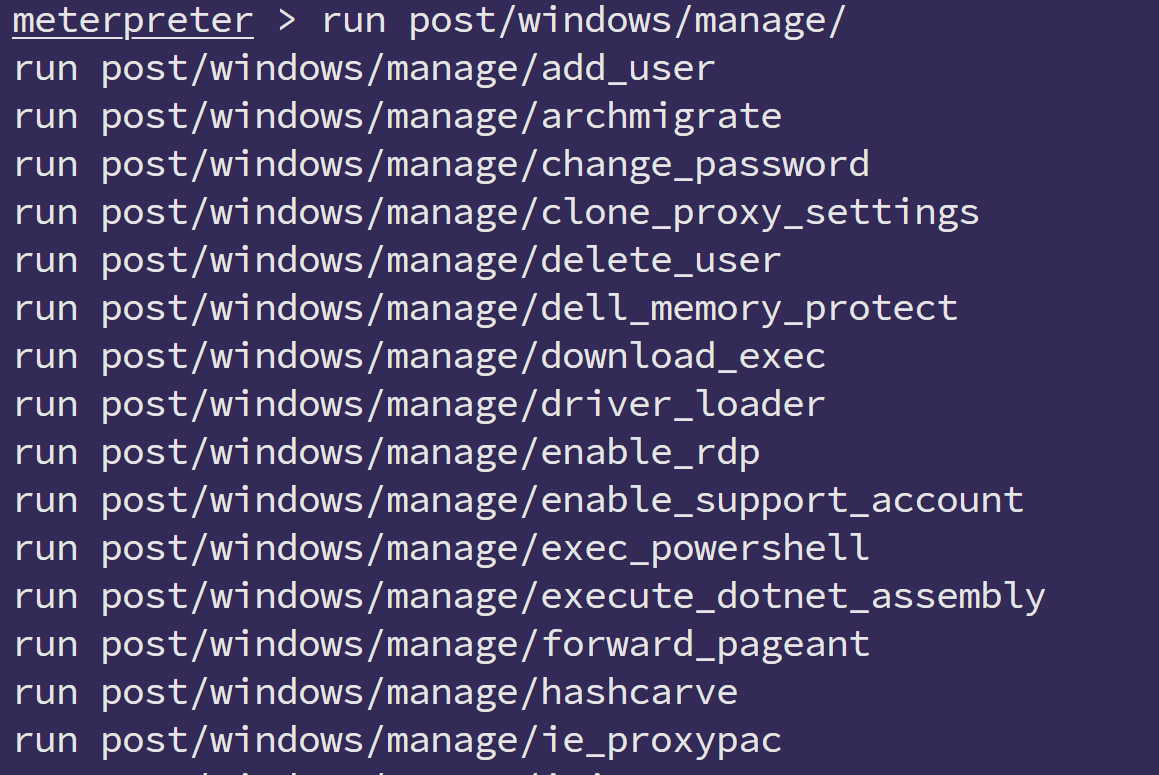 meterpreter > run post/windows/manage/
run post/windows/manage/add_user
run post/windows/manage/archmigrate
run post/windows/manage/change_password
run post/windows/manage/clone_proxy_settings
run post/windows/manage/delete_user
run post/windows/manage/dell_memory_protect
run post/windows/manage/download_exec
run post/windows/manage/driver_loader
run post/windows/manage/enable_rdp
run post/windows/manage/enable_support_account
run post/windows/manage/exec_powershell
run post/windows/manage/execute_dotnet_assembly
run post/windows/manage/forward_pageant
run post/windows/manage/hashcarve
run post/windows/manage/ie_proxypac